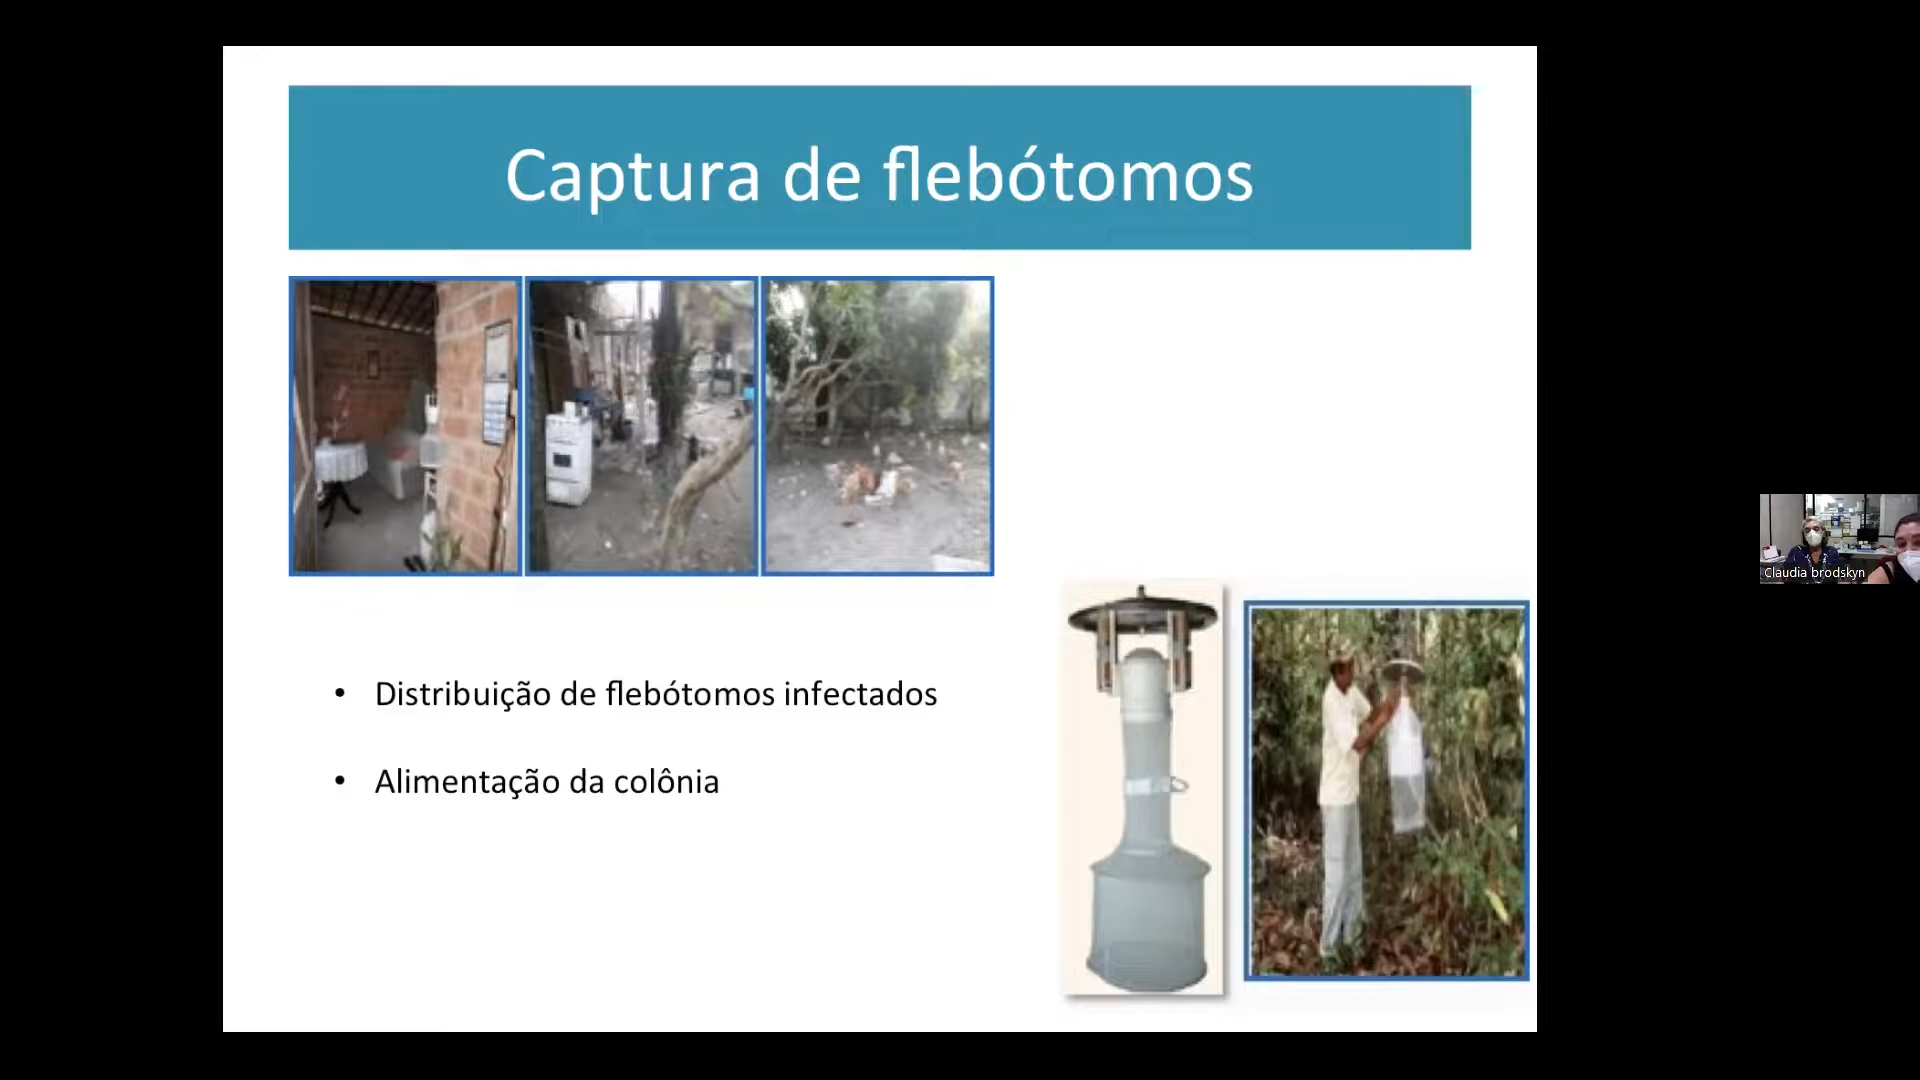 Captura de flebótomos
• Distribuição de flebótomos infectados
• Alimentação da colônia
Claudia brodskyn